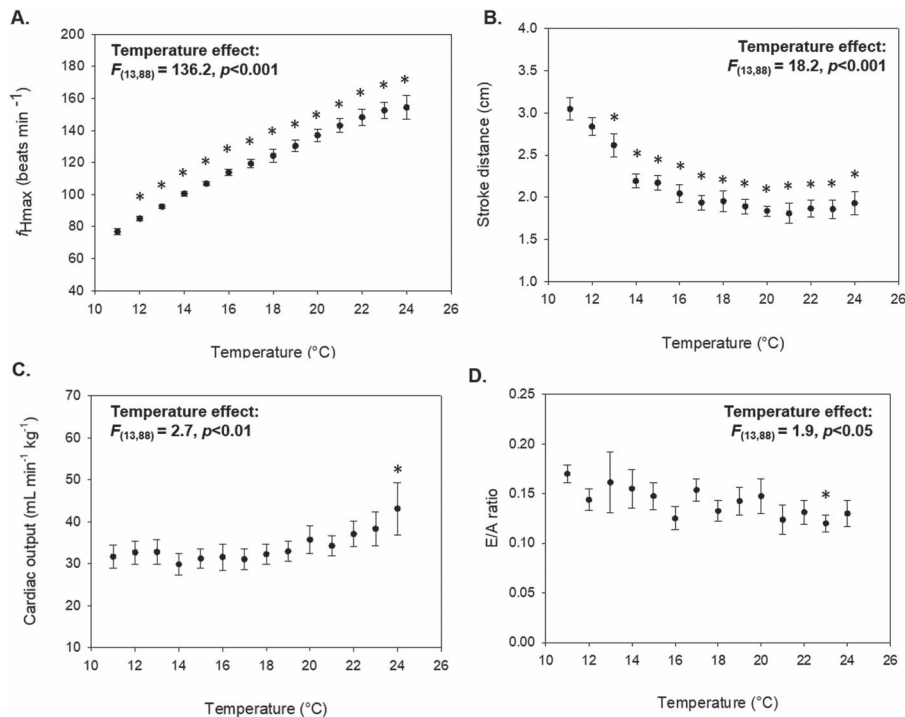 A.
Temperature effect:
F(13,88) = 136.2, p<0.001
fHmax (beats min -1)
200
180
160
140
120
100
80
60
40
* * * * * * * * * * * * *
10 12 14 16 18 20 22 24 26
Temperature (°C)
B.
Temperature effect:
F(13,88) = 18.2, p<0.001
Stroke distance (cm)
4.0
3.5
3.0
2.5
2.0
1.5
1.0
* * * * * * * * * * * *
10 12 14 16 18 20 22 24 26
Temperature (°C)
C.
Temperature effect:
F(13,88) = 2.7, p<0.01
Cardiac output (mL min-1 kg-1)
70
60
50
40
30
20
10
*
10 12 14 16 18 20 22 24 26
Temperature (°C)
D.
Temperature effect:
F(13,88) = 1.9, p<0.05
E/A ratio
0.25
0.20
0.15
0.10
0.00
*
10 12 14 16 18 20 22 24 26
Temperature (°C)